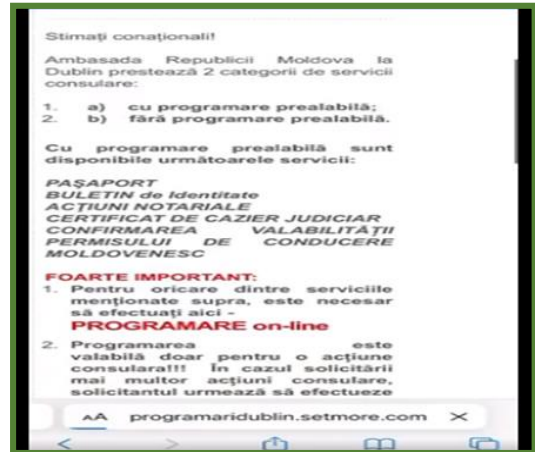 Stimați conaționali!
Ambasada Republicii Moldova la
Dublin prestează 2 categorii de servicii
consulare:
1. a) cu programare prealabilă;
2. b) fără programare prealabilă.
Cu programare prealabilă sunt
disponibile următoarele servicii:
PAȘAPORT
BULETIN de Identitate
ACȚIUNI NOTARIALE
CERTIFICAT DE CAZIER JUDICIAR
CONFIRMAREA VALABILITĂȚII
PERMISULUI DE CONDUCERE
MOLDOVENESC
FOARTE IMPORTANT:
1. Pentru oricare dintre serviciile
menționate supra, este necesar
să efectuați aici -
PROGRAMARE on-line
2. Programarea este
valabilă doar pentru o acțiune
consulara!!! În cazul solicitării
mai multor acțiuni consulare,
solicitantul urmează să efectueze
AA programaridublin.setmore.com ×